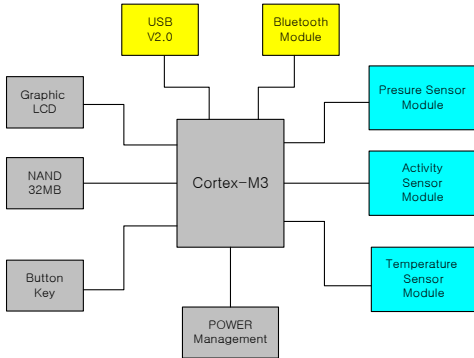 USB
V2.0
Bluetooth
Module
Graphic
LCD
Presure Sensor
Module
NAND
32MB
Cortex-M3
Activity
Sensor
Module
Button
Key
Temperature
Sensor
Module
POWER
Management